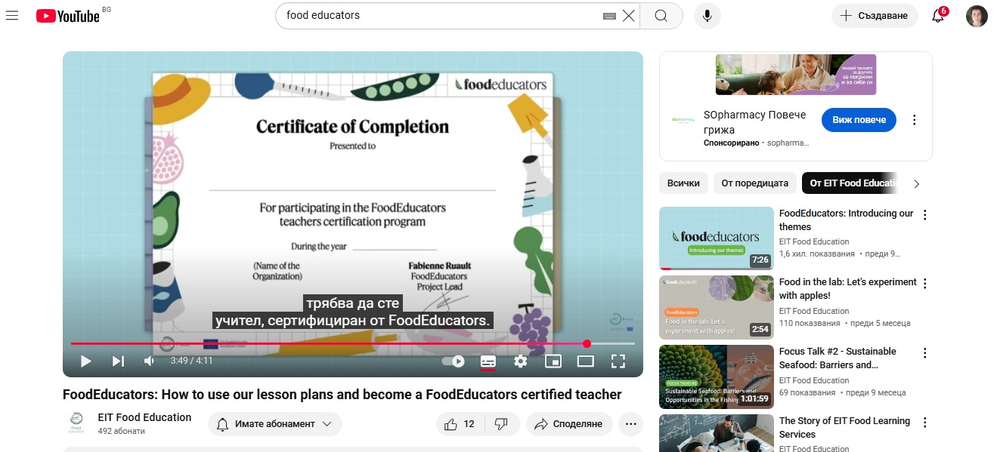 YouTube BG
food educators
Създаване
6
foodeducators
Certificate of Completion
Presented to
For participating in the FoodEducators
teachers certification program
During the year
(Name of the
Organization)
Fabienne Ruault
FoodEducators
Project Lead
трябва да сте
учител, сертифициран от FoodEducators.
3:49 / 4:11
FoodEducators: How to use our lesson plans and become a FoodEducators certified teacher
EIT Food Education
492 абонати
Имате абонамент
12
Споделяне
SOpharmacy Повече
грижа
Спонсорирано · sopharma...
Виж повече
Всички
От поредицата
От EIT Food Educati
foodeducators
Introducing our themes
7:26
FoodEducators: Introducing our
themes
EIT Food Education
1,6 хил. показвания · преди 9...
foodeducators
FoodEducators
Food in the lab: Let's
experiment with apples!
2:54
Food in the lab: Let's experiment
with apples!
EIT Food Education
110 показвания · преди 5 месеца
FOCUS TALKS #2
Sustainable Seafood: Barriers and
Opportunities in the Fishing
1:01:59
Focus Talk #2 - Sustainable
Seafood: Barriers and...
EIT Food Education
69 показвания · преди 9 месеца
The Story of EIT Food Learning
Services
EIT Food Education